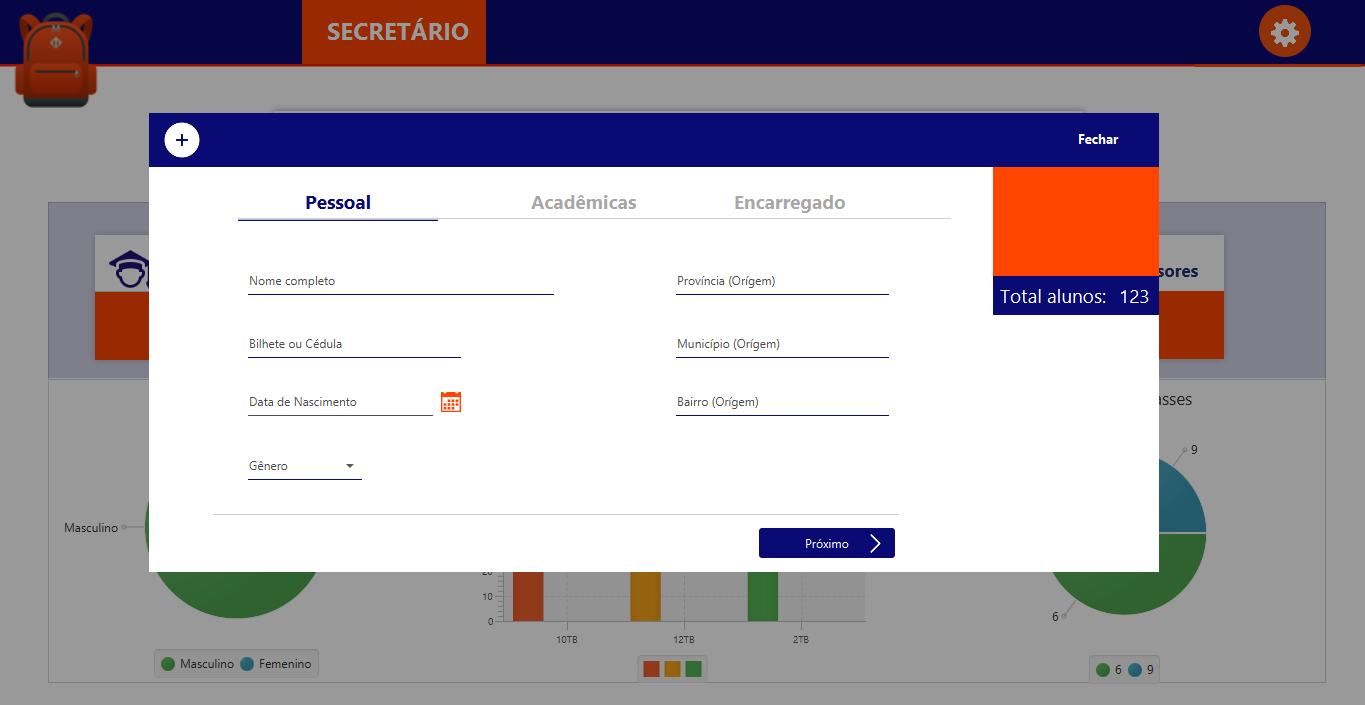 SECRETÁRIO
Fechar
Pessoal Acadêmicas Encarregado
Nome completo
Província (Orígem)
Total alunos: 123
Bilhete ou Cédula
Município (Orígem)
Data de Nascimento
Bairro (Orígem)
Gênero
Próximo
sores
asses
9
Masculino
20
10
0
10TB 12TB 2TB
6
Masculino Femenino
6 9